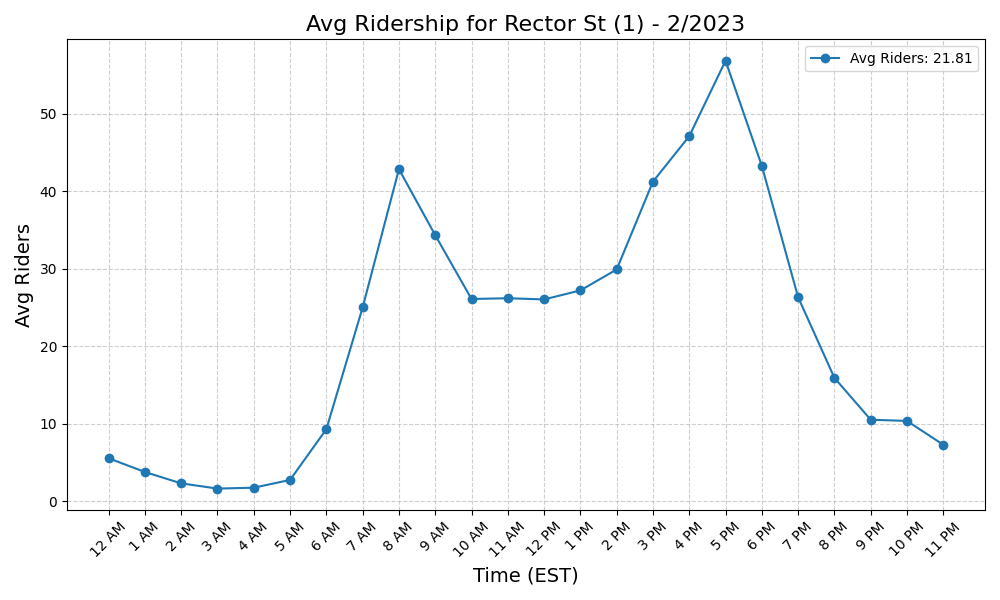 Avg Ridership for Rector St (1) - 2/2023
Avg Riders: 21.81
Avg Riders
50
40
30
20
10
0
12 AM
1 AM
2 AM
3 AM
4 AM
5 AM
6 AM
7 AM
8 AM
9 AM
10 AM
11 AM
12 PM
1 PM
2 PM
3 PM
4 PM
5 PM
6 PM
7 PM
8 PM
9 PM
10 PM
11 PM
Time (EST)